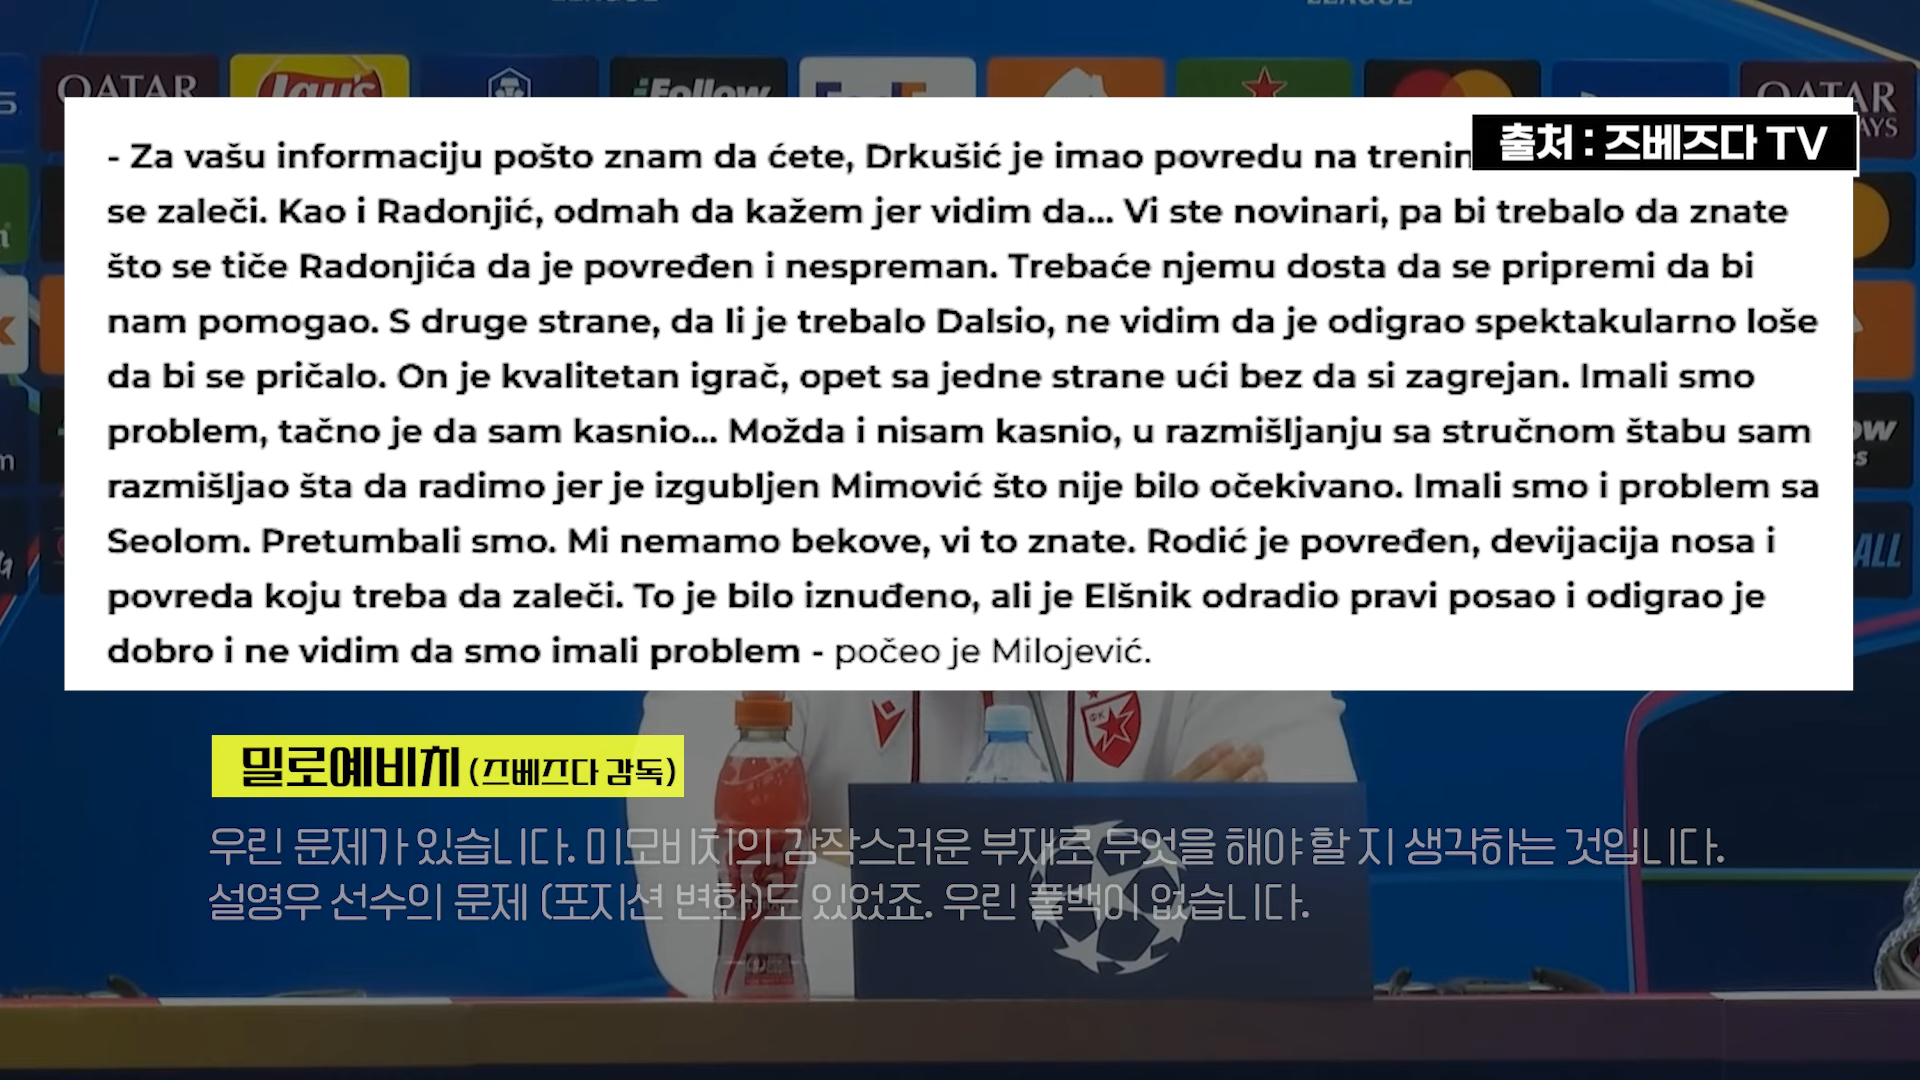 LEAGUE
LEAGUE
QATAR
Lay's
Follow
FedEx
QATAR
AYS
출처 : 즈베즈다 TV
- Za vašu informaciju pošto znam da ćete, Drkušić je imao povredu na
se zaleči. Kao i Radonjić, odmah da kažem jer vidim da... Vi ste novinari, pa bi trebalo da znate
što se tiče Radonjića da je povređen i nespreman. Trebaće njemu dosta da se pripremi da bi
nam pomogao. S druge strane, da li je trebalo Dalsio, ne vidim da je odigrao spektakularno loše
da bi se pričalo. On je kvalitetan igrač, opet sa jedne strane ući bez da si zagrejan. Imali smo
problem, tačno je da sam kasnio... Možda i nisam kasnio, u razmišljanju sa stručnom štabu sam
razmišljao šta da radimo jer je izgubljen Mimović što nije bilo očekivano. Imali smo i problem sa
Seolom. Pretumbali smo. Mi nemamo bekove, vi to znate. Rodić je povređen, devijacija nosa i
povreda koju treba da zaleči. To je bilo iznuđeno, ali je Elšnik odradio pravi posao i odigrao je
dobro i ne vidim da smo imali problem - počeo je Milojević.
ФК
밀로예비치 (즈베즈다 감독)
우린 문제가 있습니다. 미모비치의 갑작스러운 부재로 무엇을 해야 할 지 생각하는 것입니다.
설영우 선수의 문제 (포지션 변화)도 있었죠. 우린 풀백이 없습니다.